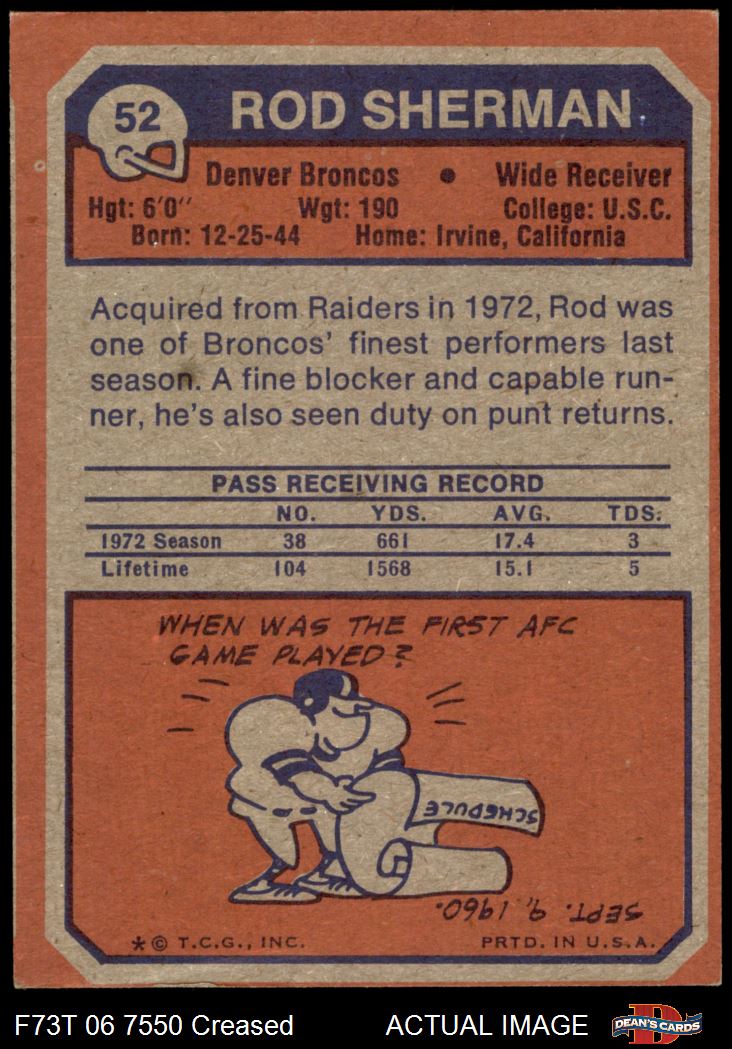 52
ROD SHERMAN
Denver Broncos • Wide Receiver
Hgt: 6'0" Wgt: 190 College: U.S.C.
Born: 12-25-44 Home: Irvine, California
Acquired from Raiders in 1972, Rod was
one of Broncos' finest performers last
season. A fine blocker and capable run-
ner, he's also seen duty on punt returns.
PASS RECEIVING RECORD
NO. YDS. AVG. TDS.
1972 Season 38 661 17.4 3
Lifetime 104 1568 15.1 5
WHEN WAS THE FIRST AFC
GAME PLAYED?
SCHEDULE
SEPT. 9, 1960.
*© T.C.G., INC. PRTD. IN U.S.A.
F73T 06 7550 Creased ACTUAL IMAGE DEAN'S CARDS